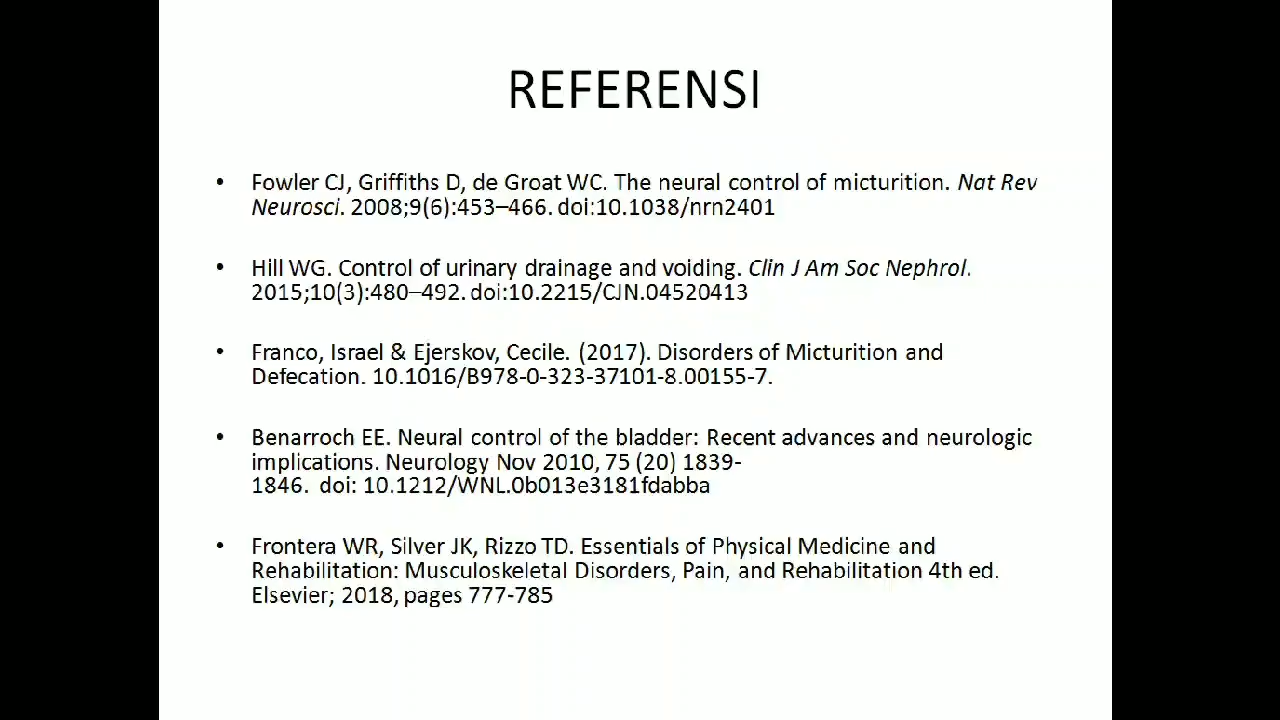 REFERENSI
• Fowler CJ, Griffiths D, de Groat WC. The neural control of micturition. Nat Rev
Neurosci. 2008;9(6):453–466. doi:10.1038/nrn2401
• Hill WG. Control of urinary drainage and voiding. Clin J Am Soc Nephrol.
2015;10(3):480–492. doi:10.2215/CJN.04520413
• Franco, Israel & Ejerskov, Cecile. (2017). Disorders of Micturition and
Defecation. 10.1016/B978-0-323-37101-8.00155-7.
• Benarroch EE. Neural control of the bladder: Recent advances and neurologic
implications. Neurology Nov 2010, 75 (20) 1839-
1846. doi: 10.1212/WNL.0b013e3181fdabba
• Frontera WR, Silver JK, Rizzo TD. Essentials of Physical Medicine and
Rehabilitation: Musculoskeletal Disorders, Pain, and Rehabilitation 4th ed.
Elsevier; 2018, pages 777-785